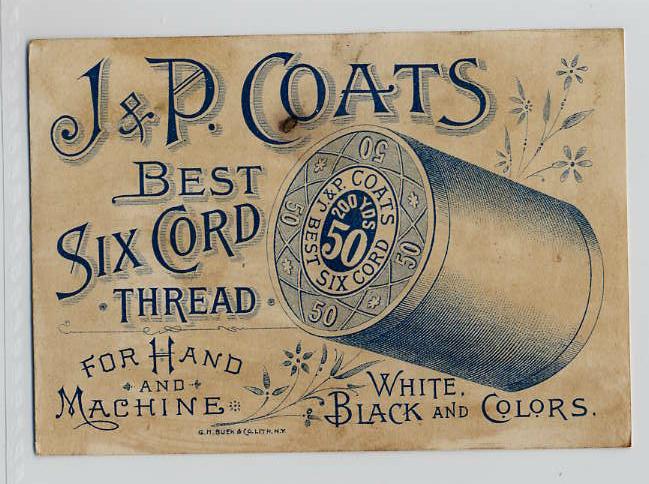 J & P. COATS
BEST
SIX CORD
THREAD
FOR HAND
AND
MACHINE
50
50
50
50
J. & P. COATS
200 YDS
50
BEST SIX CORD
WHITE,
BLACK AND COLORS.
G.H. BUEK & CO. LITH. N.Y.